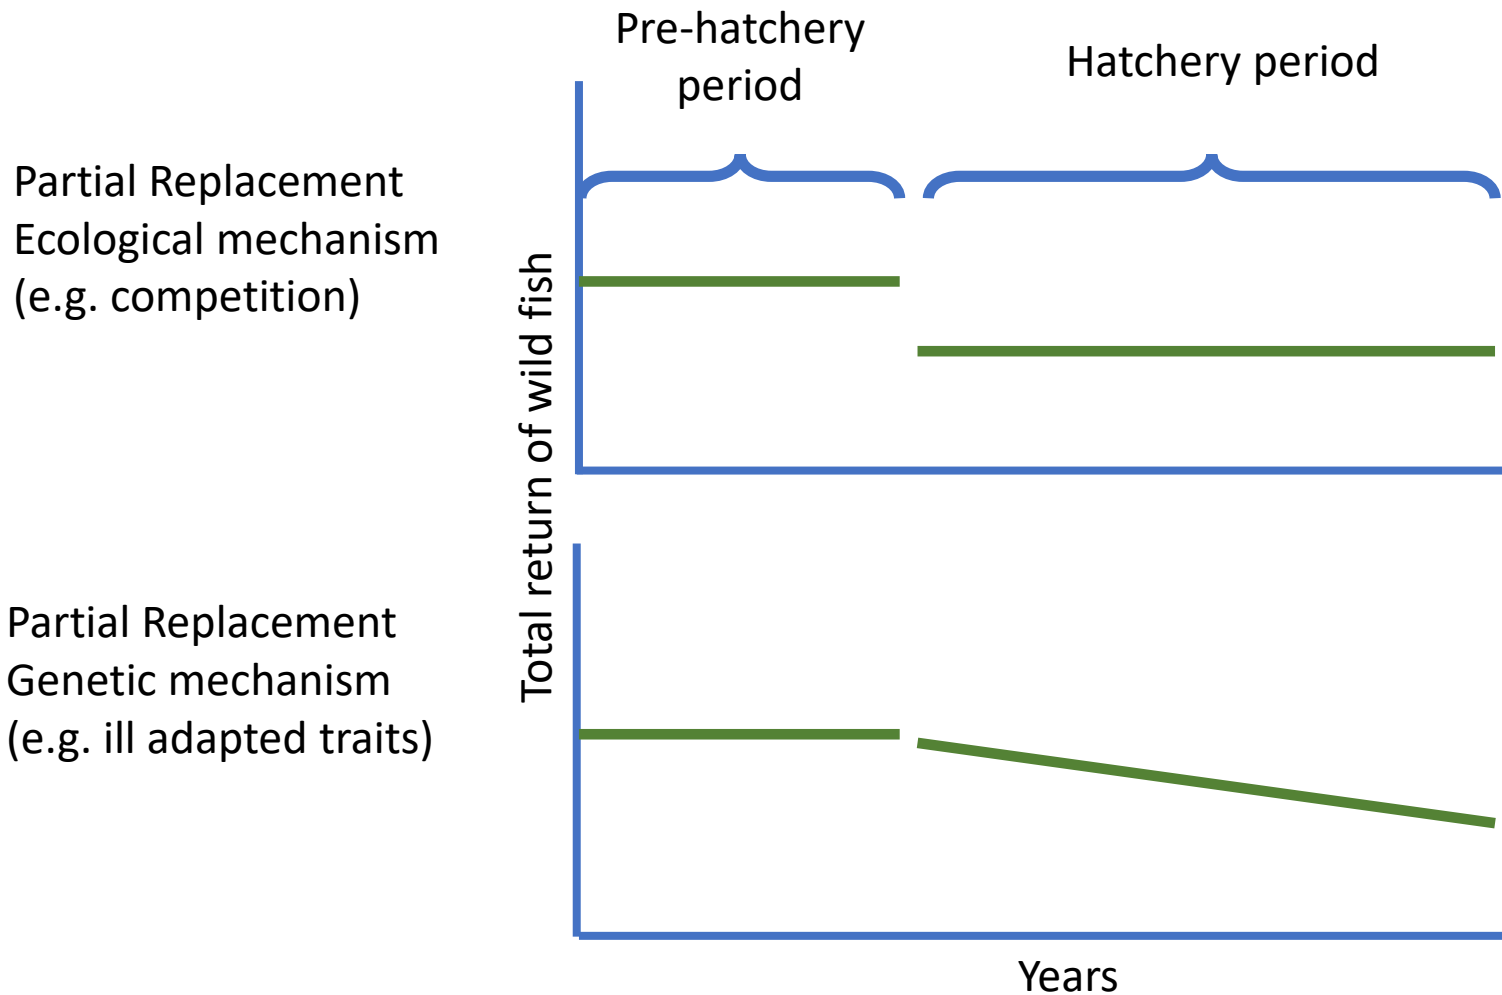 Pre-hatchery
period
Hatchery period
Partial Replacement
Ecological mechanism
(e.g. competition)
Total return of wild fish
Partial Replacement
Genetic mechanism
(e.g. ill adapted traits)
Years